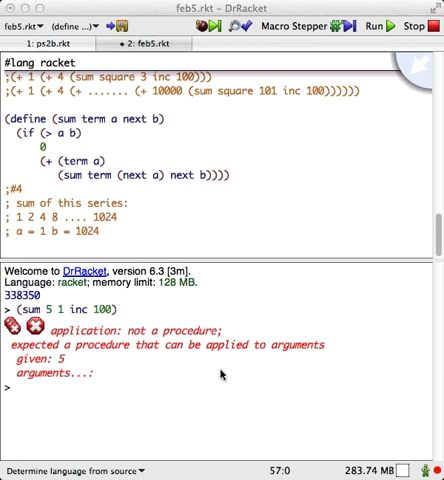 feb5.rkt - DrRacket
feb5.rkt▾ (define ...)▾ Macro Stepper Run Stop
1: ps2b.rkt ◆ 2: feb5.rkt
#lang racket
;(+ 1 (+ 4 (sum square 3 inc 100)))
;(+ 1 (+ 4 (+ ....... (+ 10000 (sum square 101 inc 100))))))
(define (sum term a next b)
(if (> a b)
0
(+ (term a)
(sum term (next a) next b))))
;#4
; sum of this series:
; 1 2 4 8 .... 1024
; a = 1 b = 1024
Welcome to DrRacket, version 6.3 [3m].
Language: racket; memory limit: 128 MB.
338350
> (sum 5 1 inc 100)
application: not a procedure;
expected a procedure that can be applied to arguments
given: 5
arguments...:
>
Determine language from source▾ 57:0 283.74 MB